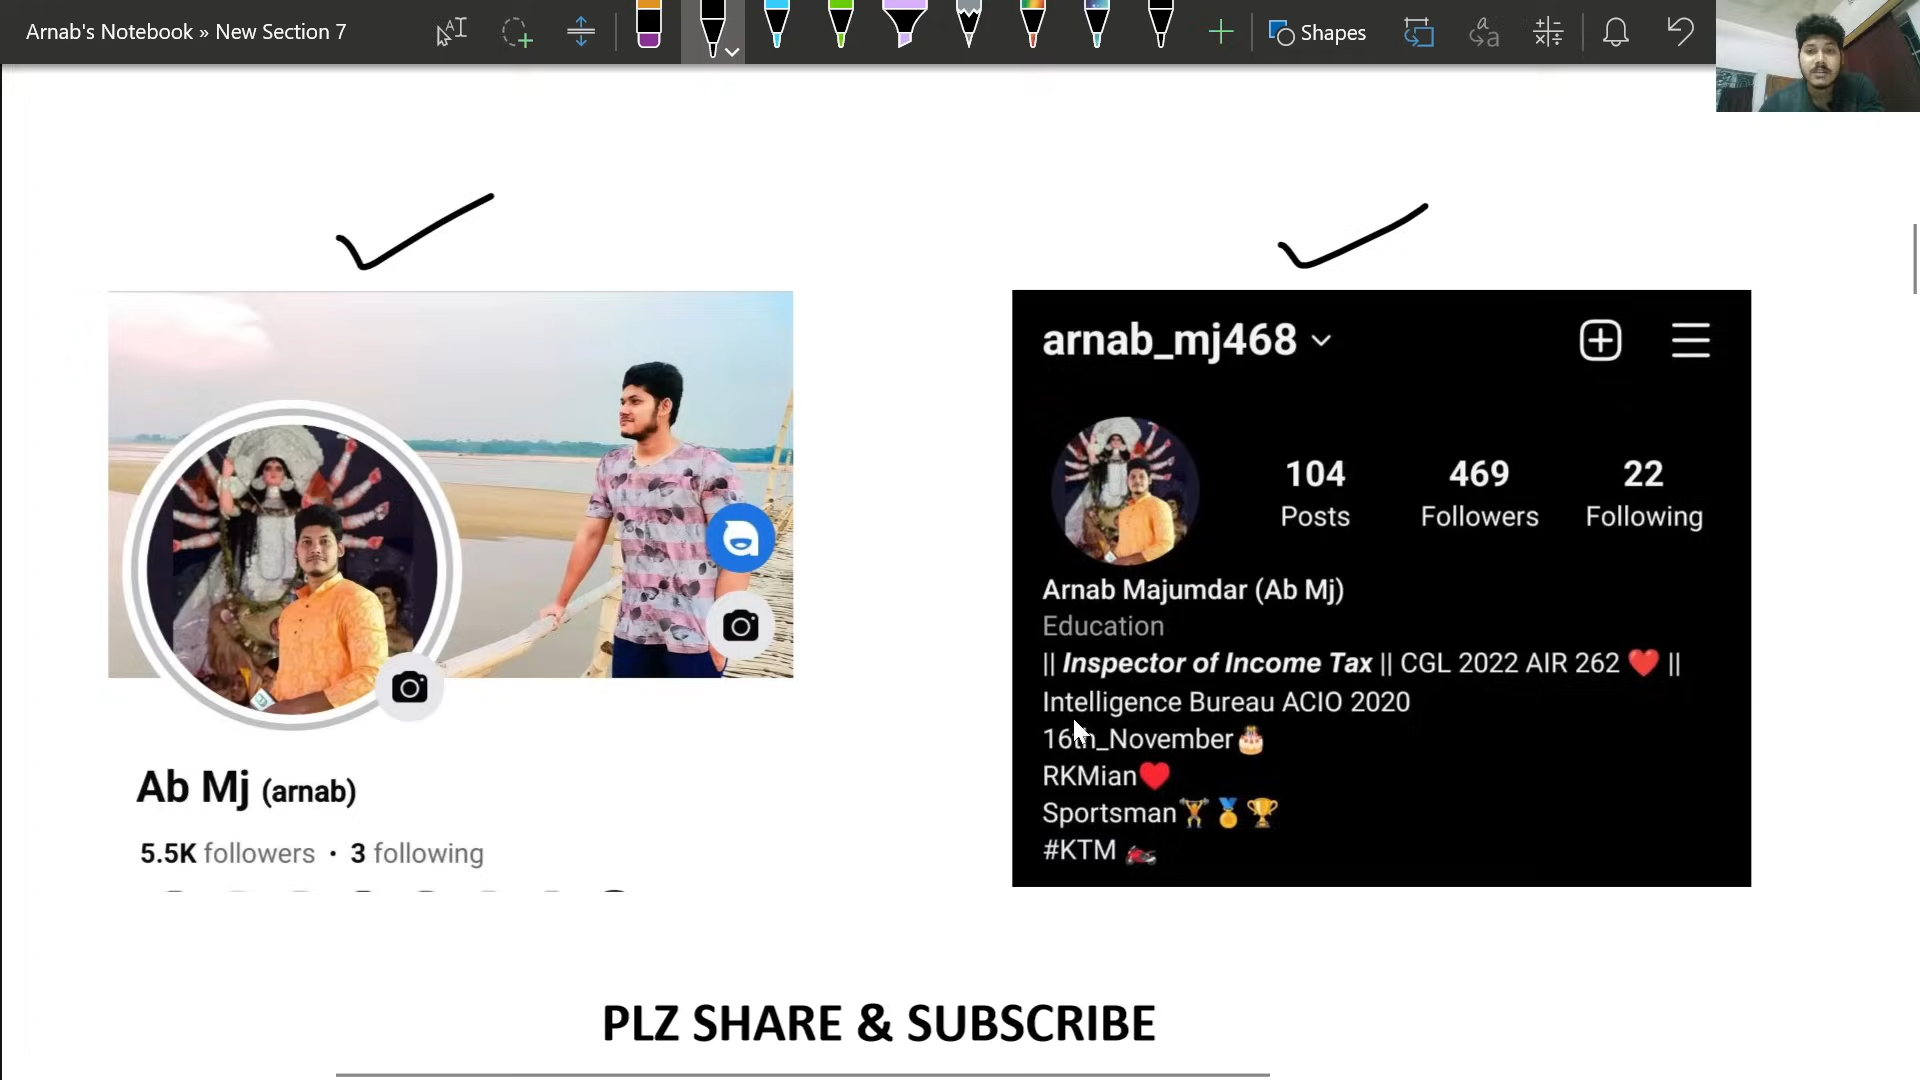 Arnab's Notebook » New Section 7
Shapes
arnab_mj468
104 469 22
Posts Followers Following
Arnab Majumdar (Ab Mj)
Education
|| Inspector of Income Tax || CGL 2022 AIR 262 ❤️ ||
Intelligence Bureau ACIO 2020
16th_November🎂
RKMian♥️
Sportsman🏋️🏅🏆
#KTM 🏍️
Ab Mj (arnab)
5.5K followers · 3 following
PLZ SHARE & SUBSCRIBE